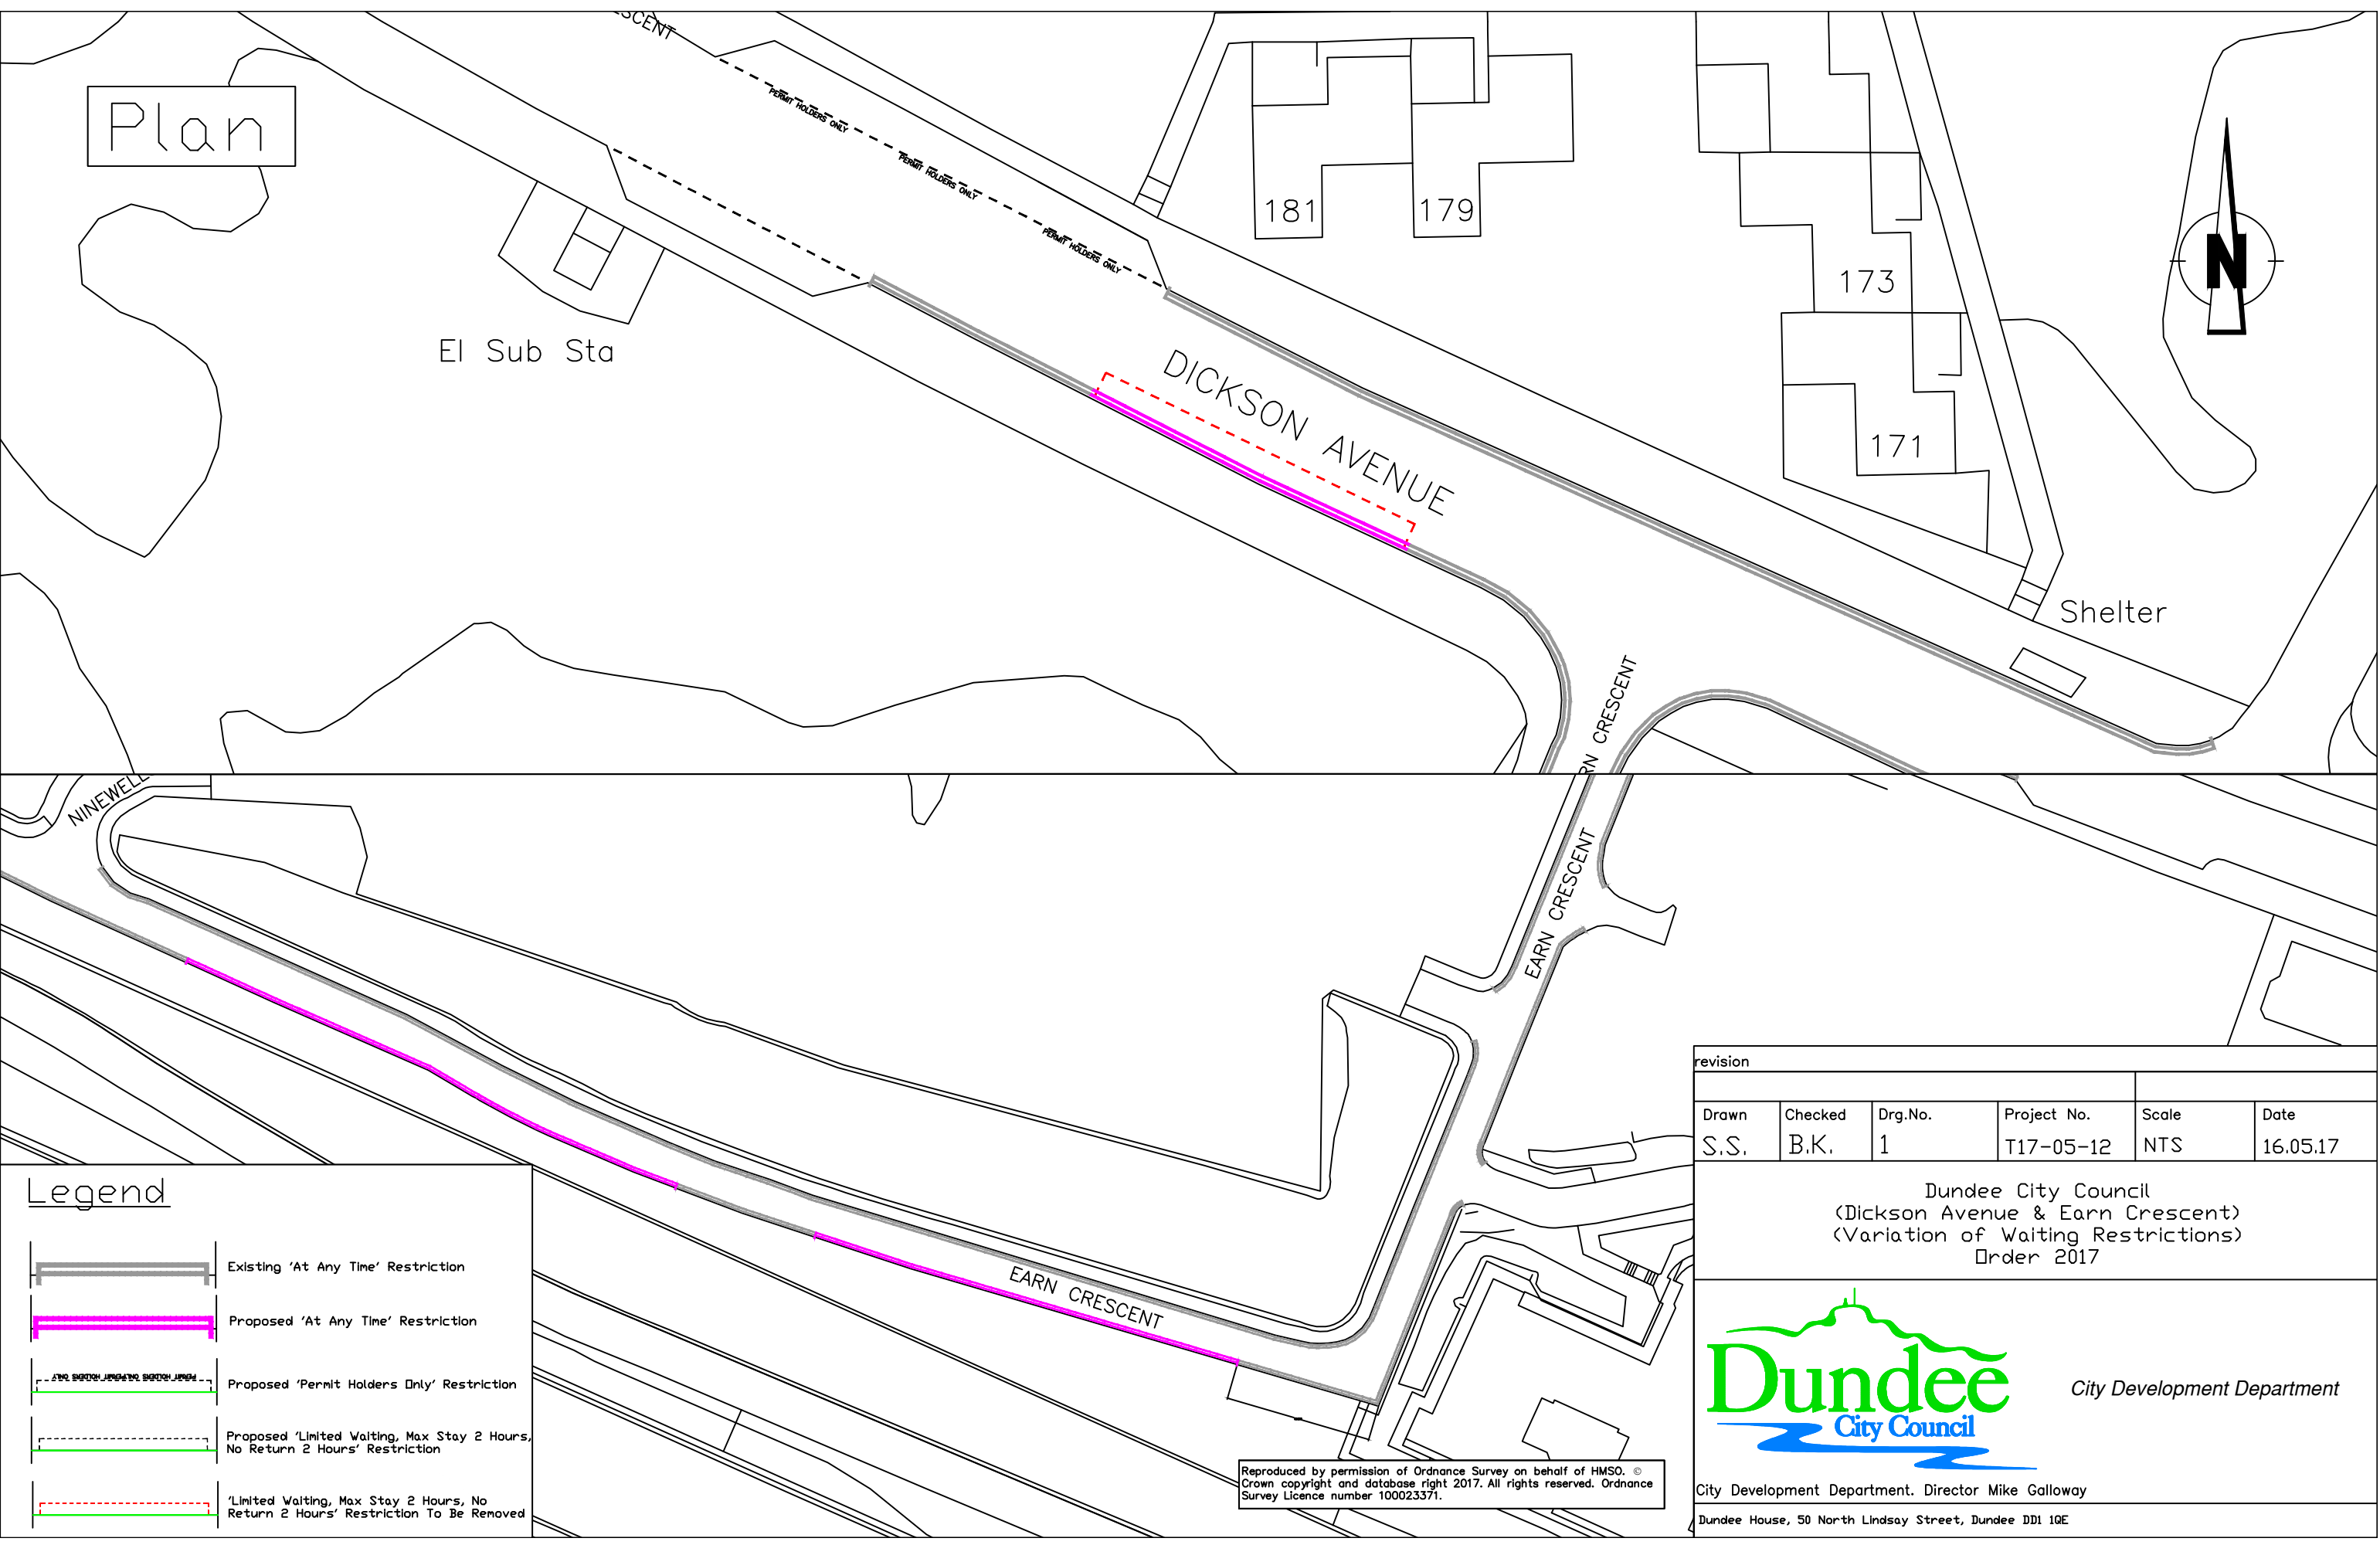 Plan
PERMIT HOLDERS ONLY
PERMIT HOLDERS ONLY
PERMIT HOLDERS ONLY
181
179
173
171
N
El Sub Sta
DICKSON AVENUE
Shelter
EARN CRESCENT
EARN CRESCENT
Legend
Existing 'At Any Time' Restriction
Proposed 'At Any Time' Restriction
PERMIT HOLDERS ONLY PERMIT HOLDERS ONLY
Proposed 'Permit Holders Only' Restriction
Proposed 'Limited Waiting, Max Stay 2 Hours,
No Return 2 Hours' Restriction
'Limited Waiting, Max Stay 2 Hours, No
Return 2 Hours' Restriction To Be Removed
Reproduced by permission of Ordnance Survey on behalf of HMSO. ©
Crown copyright and database right 2017. All rights reserved. Ordnance
Survey Licence number 100023371.
revision
Drawn Checked Drg.No. Project No. Scale Date
S.S. B.K. 1 T17-05-12 NTS 16.05.17
Dundee City Council
(Dickson Avenue & Earn Crescent)
(Variation of Waiting Restrictions)
Order 2017
Dundee
City Council
City Development Department
City Development Department. Director Mike Galloway
Dundee House, 50 North Lindsay Street, Dundee DD1 1QE